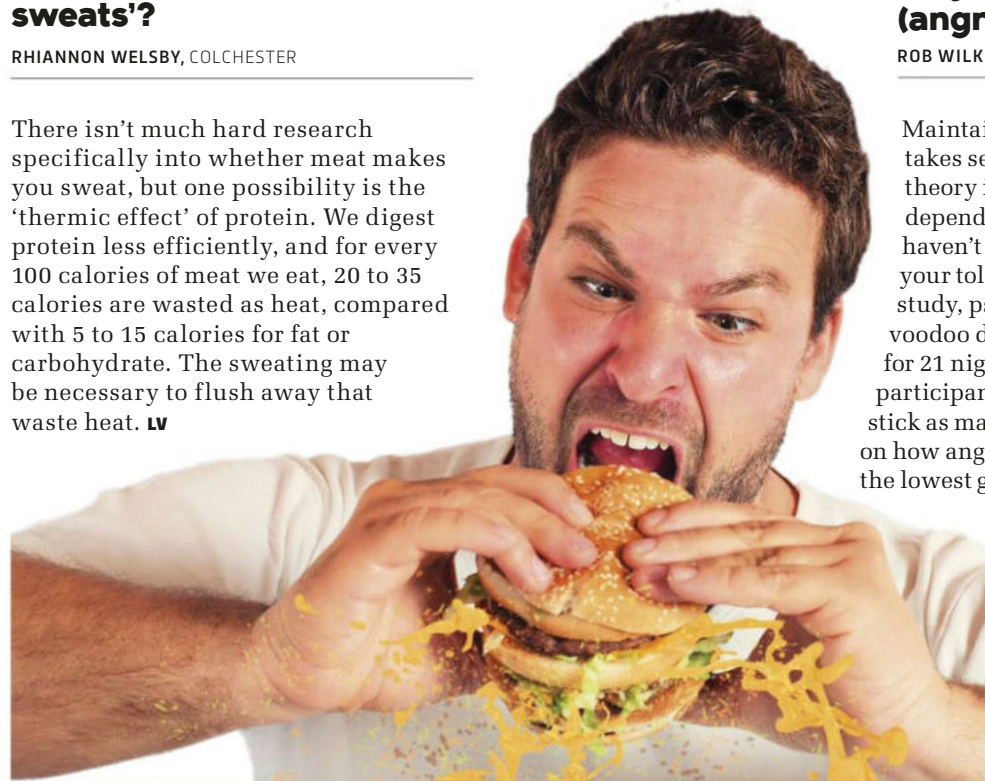 sweats’?
RHIANNON WELSBY, COLCHESTER
There isn’t much hard research
specifically into whether meat makes
you sweat, but one possibility is the
‘thermic effect’ of protein. We digest
protein less efficiently, and for every
100 calories of meat we eat, 20 to 35
calories are wasted as heat, compared
with 5 to 15 calories for fat or
carbohydrate. The sweating may
be necessary to flush away that
waste heat. LV
(angr
ROB WILK
Maintai
takes se
theory i
depend
haven’t
your tol
study, ps
voodoo d
for 21 nig
participan
stick as ma
on how ang
the lowest g